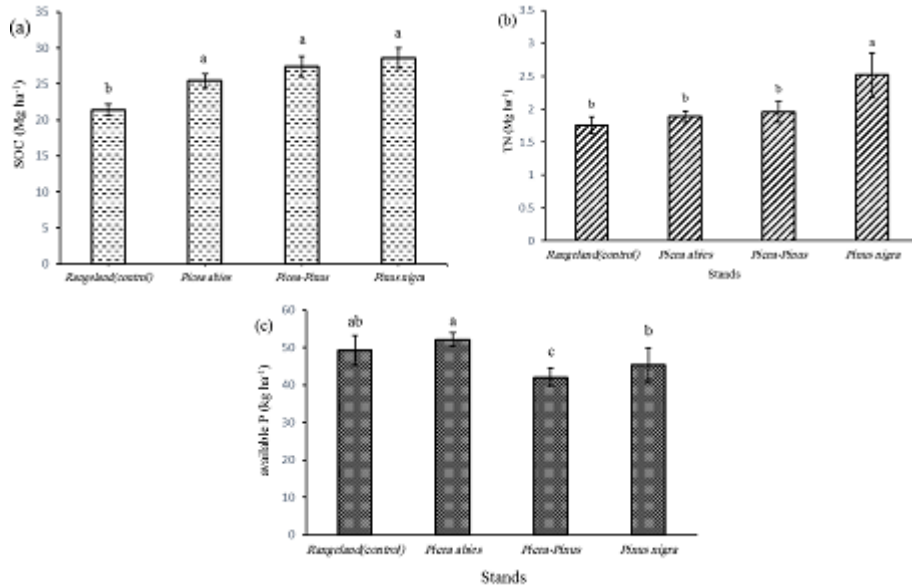 (a)
35
30
25
20
15
10
5
0
SOC (Mg ha⁻¹)
b
a
a
a
Rangeland(control)
Picea abies
Picea-Pinus
Pinus nigra
(b)
3.5
3
2.5
2
1.5
1
0.5
0
TN (Mg ha⁻¹)
b
b
b
a
Rangeland(control)
Picea abies
Picea-Pinus
Pinus nigra
Stands
(c)
60
50
40
30
20
10
0
available P (kg ha⁻¹)
ab
a
c
b
Rangeland(control)
Picea abies
Picea-Pinus
Pinus nigra
Stands